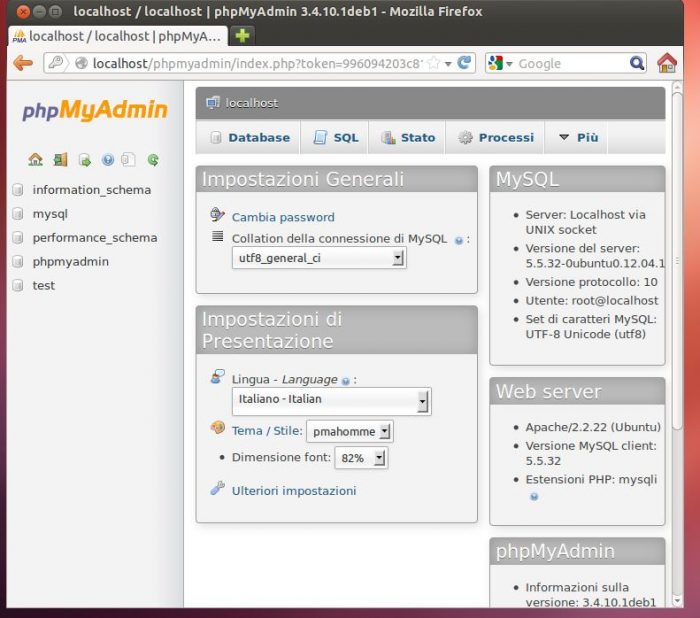 localhost / localhost | phpMyAdmin 3.4.10.1deb1 - Mozilla Firefox
PMA localhost / localhost | phpMyA...
localhost/phpmyadmin/index.php?token=996094203c8
Google
phpMyAdmin
information_schema
mysql
performance_schema
phpmyadmin
test
localhost
Database
SQL
Stato
Processi
Più
Impostazioni Generali
Cambia password
Collation della connessione di MySQL :
utf8_general_ci
Impostazioni di
Presentazione
Lingua - Language :
Italiano - Italian
Tema / Stile: pmahomme
• Dimensione font: 82%
Ulteriori impostazioni
MySQL
• Server: Localhost via
UNIX socket
• Versione del server:
5.5.32-0ubuntu0.12.04.1
• Versione protocollo: 10
• Utente: root@localhost
• Set di caratteri MySQL:
UTF-8 Unicode (utf8)
Web server
• Apache/2.2.22 (Ubuntu)
• Versione MySQL client:
5.5.32
• Estensioni PHP: mysqli
phpMyAdmin
• Informazioni sulla
versione: 3.4.10.1deb1